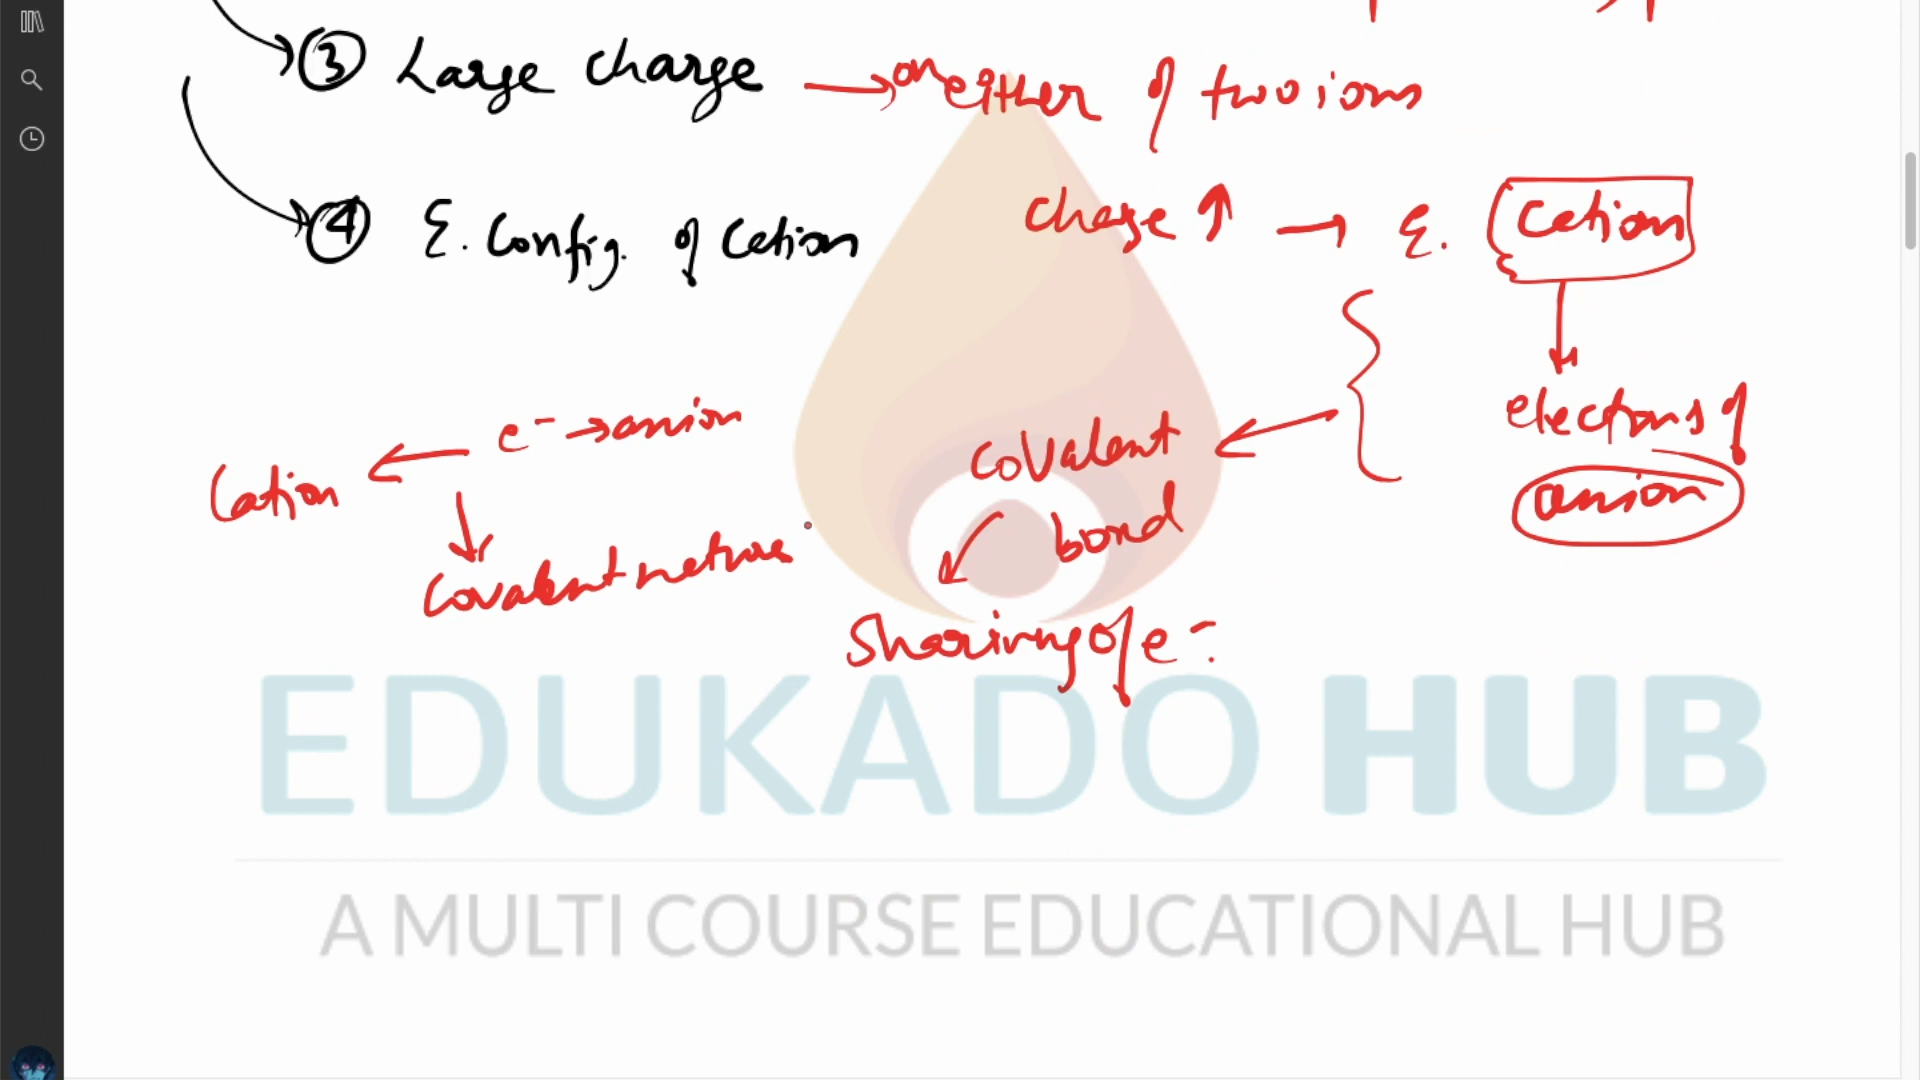 ③ Large charge → on either of two ions
④ E. Config. of Cation
charge ↑ → E. Cation
electrons of
anion
e⁻ → anion
Cation
Covalent nature
Covalent
bond
Sharing of e⁻
EDUKADO HUB
A MULTI COURSE EDUCATIONAL HUB